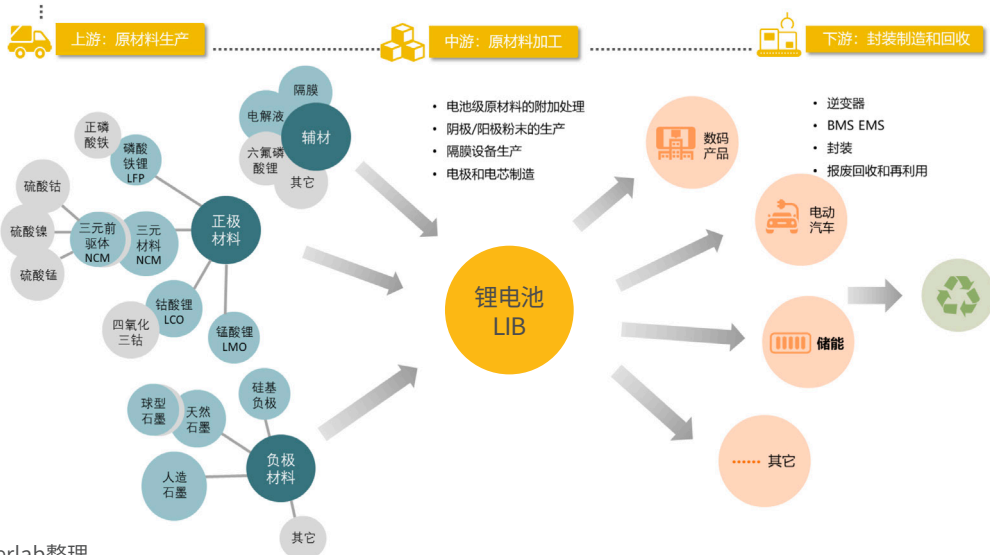 上游：原材料生产
中游：原材料加工
下游：封装制造和回收
隔膜
电解液
辅材
六氟磷
酸锂
其它
正磷
酸铁
磷酸
铁锂
LFP
硫酸钴
硫酸镍
硫酸锰
三元前
驱体
NCM
三元
材料
NCM
正极
材料
钴酸锂
LCO
四氧化
三钴
锰酸锂
LMO
球型
石墨
天然
石墨
硅基
负极
人造
石墨
负极
材料
其它
• 电池级原材料的附加处理
• 阴极/阳极粉末的生产
• 隔膜设备生产
• 电极和电芯制造
锂电池
LIB
数码
产品
电动
汽车
储能
…… 其它
• 逆变器
• BMS EMS
• 封装
• 报废回收和再利用